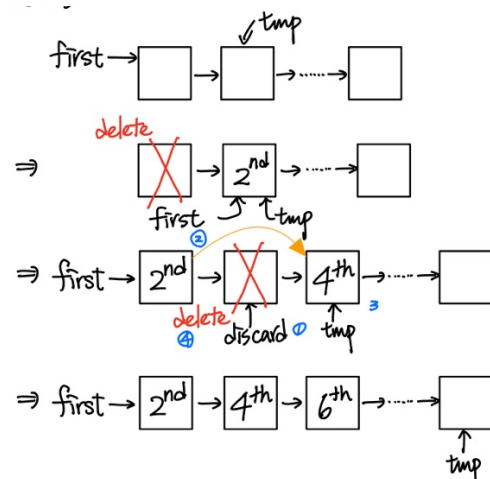 tmp
first
delete
⇒ 2nd
first tmp
②
⇒ first 2nd 4th
delete discard ① tmp ③
④
⇒ first 2nd 4th 6th
tmp